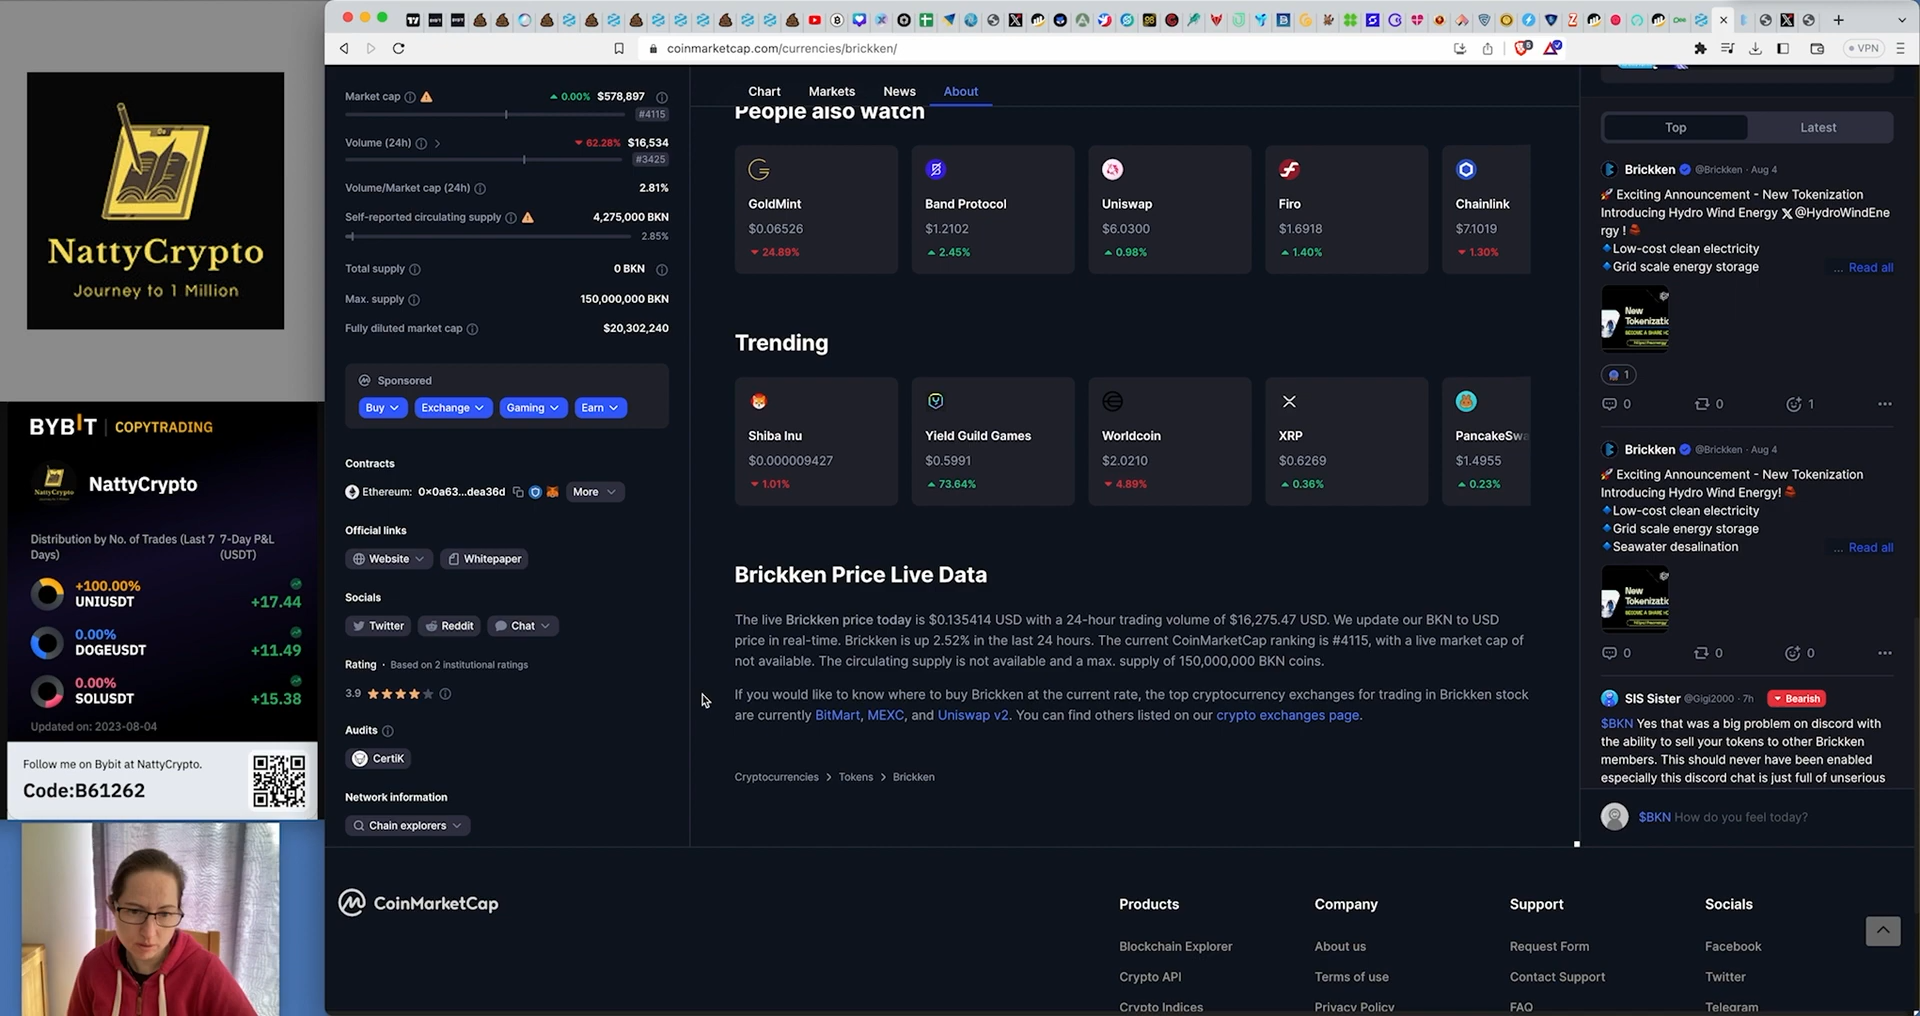 NattyCrypto
Journey to 1 Million
BYBIT | COPYTRADING
NattyCrypto
NattyCrypto
Distribution by No. of Trades (Last 7 Days)
7-Day P&L (USDT)
+100.00%
UNIUSDT
+17.44
0.00%
DOGEUSDT
+11.49
0.00%
SOLUSDT
+15.38
Updated on: 2023-08-04
Follow me on Bybit at NattyCrypto.
Code:B61262
coinmarketcap.com/currencies/brickken/
VPN
Market cap
0.00% $578,897
#4115
Volume (24h)
62.28% $16,534
#3425
Volume/Market cap (24h)
2.81%
Self-reported circulating supply
4,275,000 BKN
2.85%
Total supply
0 BKN
Max. supply
150,000,000 BKN
Fully diluted market cap
$20,302,240
Sponsored
Buy
Exchange
Gaming
Earn
Contracts
Ethereum: 0x0a63...dea36d
More
Official links
Website
Whitepaper
Socials
Twitter
Reddit
Chat
Rating · Based on 2 institutional ratings
3.9
Audits
CertiK
Network information
Chain explorers
Chart
Markets
News
About
People also watch
GoldMint
$0.06526
24.89%
Band Protocol
$1.2102
2.45%
Uniswap
$6.0300
0.98%
Firo
$1.6918
1.40%
Chainlink
$7.1019
1.30%
Trending
Shiba Inu
$0.000009427
1.01%
Yield Guild Games
$0.5991
73.64%
Worldcoin
$2.0210
4.89%
XRP
$0.6269
0.36%
PancakeSwa
$1.4955
0.23%
Brickken Price Live Data
The live Brickken price today is $0.135414 USD with a 24-hour trading volume of $16,275.47 USD. We update our BKN to USD
price in real-time. Brickken is up 2.52% in the last 24 hours. The current CoinMarketCap ranking is #4115, with a live market cap of
not available. The circulating supply is not available and a max. supply of 150,000,000 BKN coins.
If you would like to know where to buy Brickken at the current rate, the top cryptocurrency exchanges for trading in Brickken stock
are currently BitMart, MEXC, and Uniswap v2. You can find others listed on our crypto exchanges page.
Cryptocurrencies > Tokens > Brickken
Top
Latest
Brickken @Brickken · Aug 4
🚀 Exciting Announcement - New Tokenization
Introducing Hydro Wind Energy 𝕏 @HydroWindEne
rgy !
Low-cost clean electricity
Grid scale energy storage
... Read all
New
Tokenizatic
1
0
0
1
Brickken @Brickken · Aug 4
🚀 Exciting Announcement - New Tokenization
Introducing Hydro Wind Energy!
Low-cost clean electricity
Grid scale energy storage
Seawater desalination
... Read all
New
Tokenizatic
0
0
0
SIS Sister @Gigi2000 · 7h
Bearish
$BKN Yes that was a big problem on discord with
the ability to sell your tokens to other Brickken
members. This should never have been enabled
especially this discord chat is just full of unserious
$BKN How do you feel today?
CoinMarketCap
Products
Blockchain Explorer
Crypto API
Crypto Indices
Company
About us
Terms of use
Privacy Policy
Support
Request Form
Contact Support
FAQ
Socials
Facebook
Twitter
Telegram